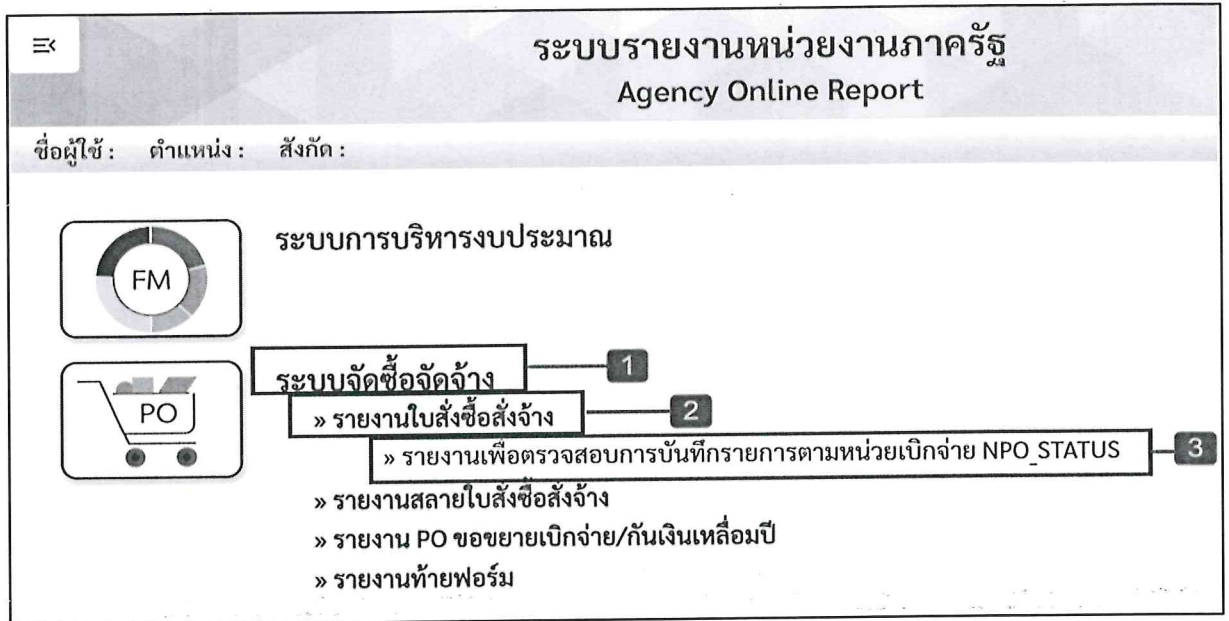 ระบบรายงานหน่วยงานภาครัฐ
Agency Online Report
ชื่อผู้ใช้ : ตำแหน่ง : สังกัด :
FM
ระบบการบริหารงบประมาณ
PO
ระบบจัดซื้อจัดจ้าง 1
» รายงานใบสั่งซื้อสั่งจ้าง 2
» รายงานเพื่อตรวจสอบการบันทึกรายการตามหน่วยเบิกจ่าย NPO_STATUS 3
» รายงานสลายใบสั่งซื้อสั่งจ้าง
» รายงาน PO ขอขยายเบิกจ่าย/กันเงินเหลื่อมปี
» รายงานท้ายฟอร์ม